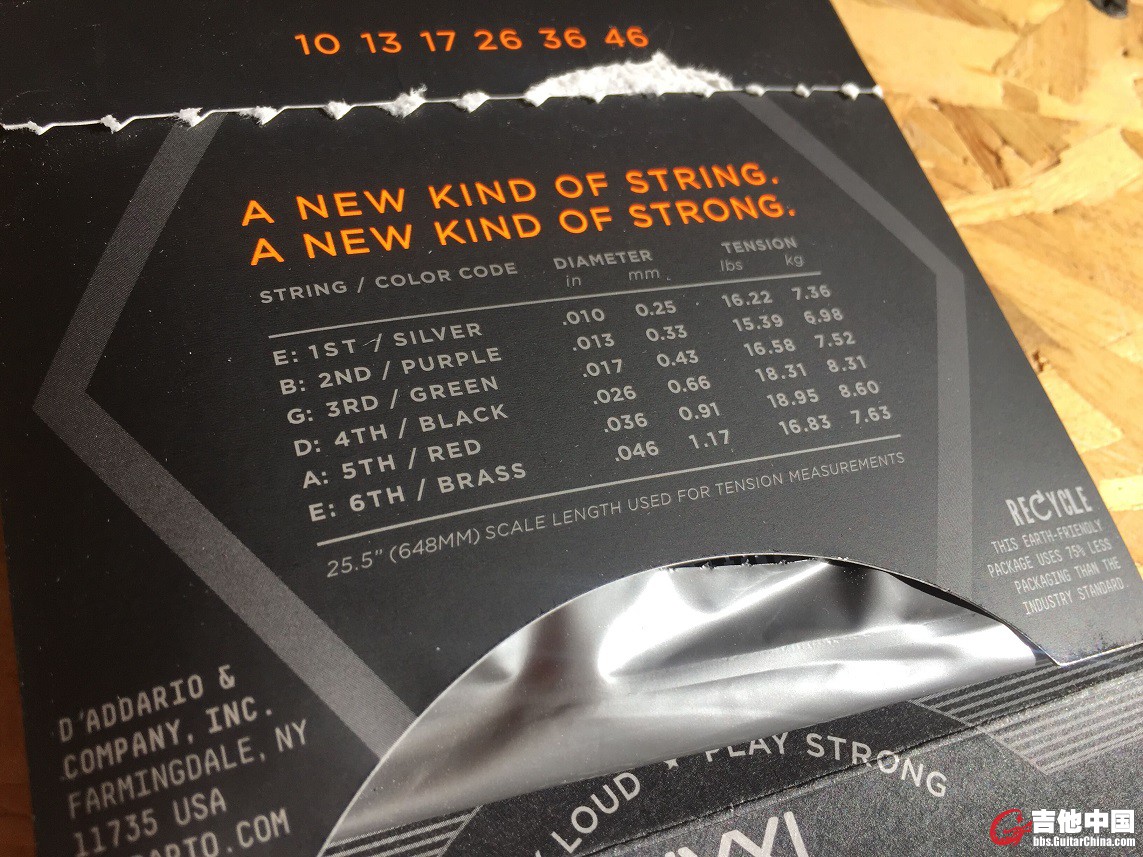 10 13 17 26 36 46
A NEW KIND OF STRING.
A NEW KIND OF STRONG.
STRING / COLOR CODE DIAMETER TENSION
in mm lbs kg
E: 1ST / SILVER .010 0.25 16.22 7.36
B: 2ND / PURPLE .013 0.33 15.39 6.98
G: 3RD / GREEN .017 0.43 16.58 7.52
D: 4TH / BLACK .026 0.66 18.31 8.31
A: 5TH / RED .036 0.91 18.95 8.60
E: 6TH / BRASS .046 1.17 16.83 7.63
25.5" (648MM) SCALE LENGTH USED FOR TENSION MEASUREMENTS
RECYCLE
THIS EARTH-FRIENDLY
PACKAGE USES 75% LESS
PACKAGING THAN THE
INDUSTRY STANDARD
D'ADDARIO &
COMPANY, INC.
FARMINGDALE, NY
11735 USA
DARIO.COM
LOUD ★ PLAY STRONG
吉他中国
bbs.GuitarChina.com